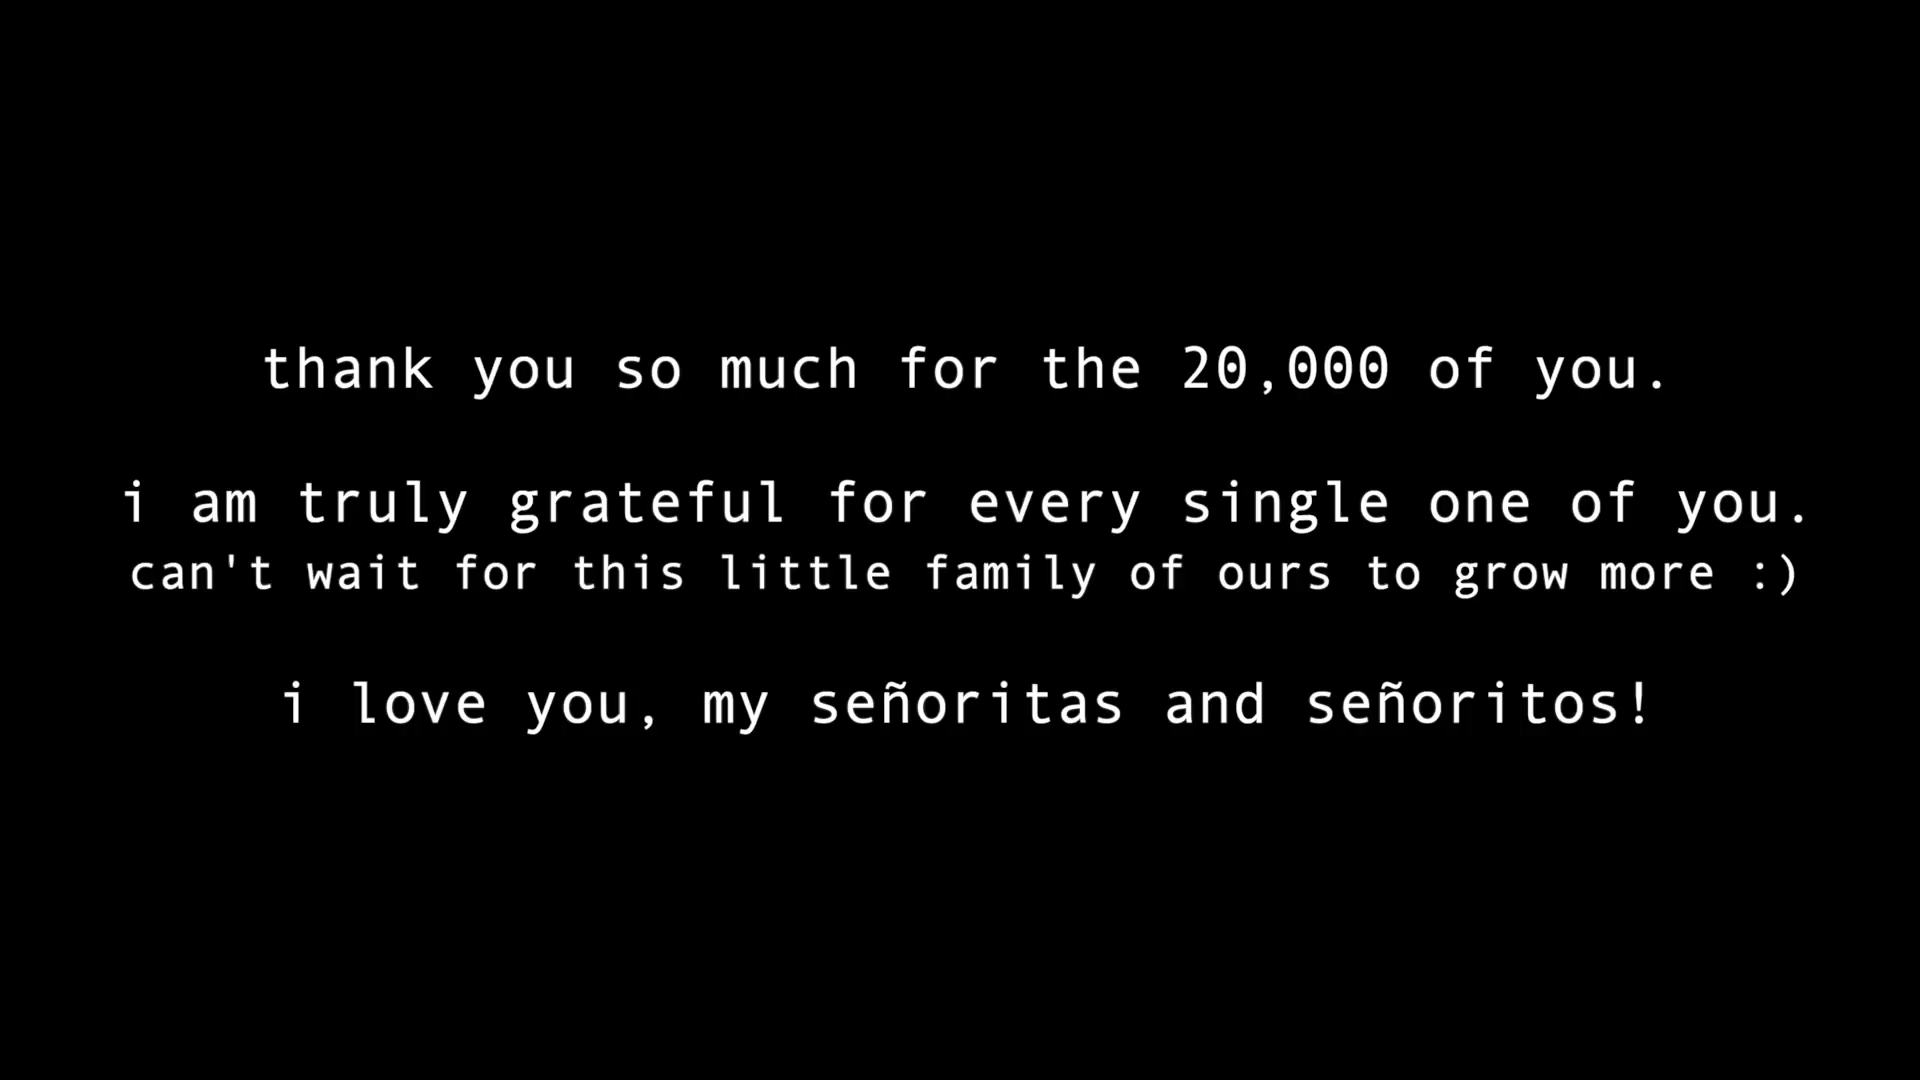 thank you so much for the 20,000 of you.
i am truly grateful for every single one of you.
can't wait for this little family of ours to grow more :)
i love you, my señoritas and señoritos!